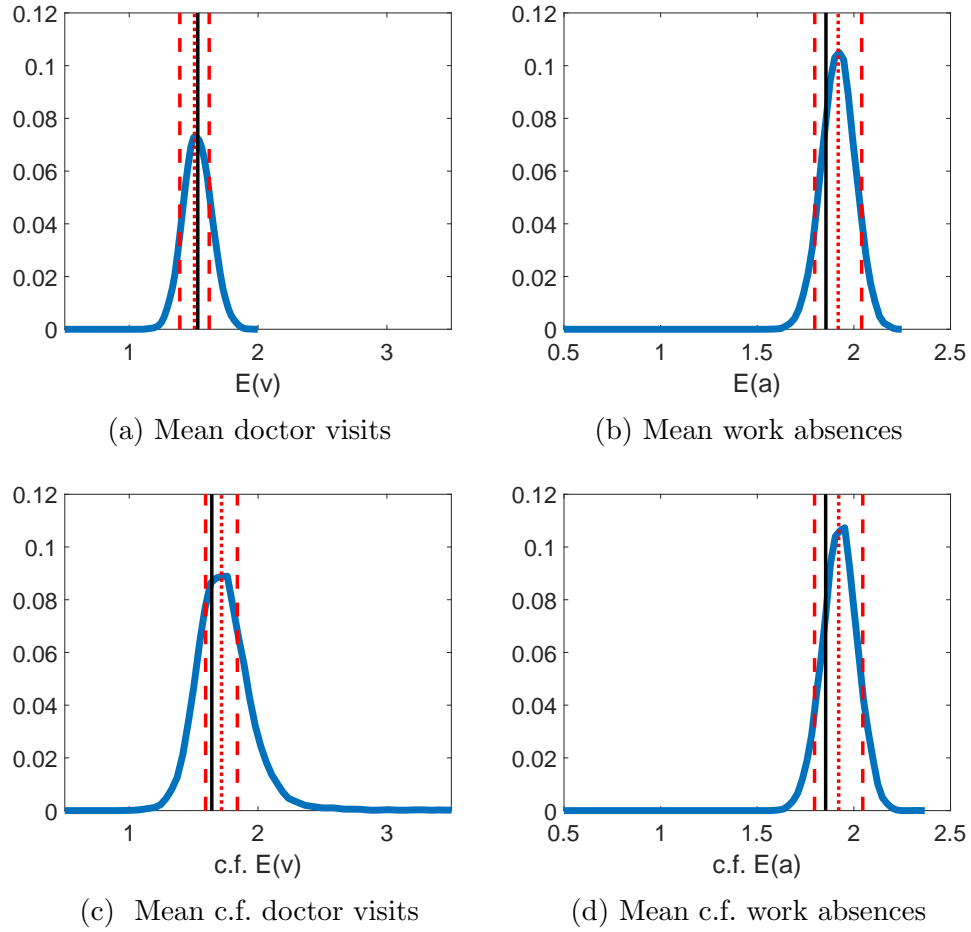 0.12 0.12
0.1 0.1
0.08 0.08
0.06 0.06
0.04 0.04
0.02 0.02
0 0
1 2 3 0.5 1 1.5 2 2.5
E(v) E(a)
(a) Mean doctor visits (b) Mean work absences
0.12 0.12
0.1 0.1
0.08 0.08
0.06 0.06
0.04 0.04
0.02 0.02
0 0
1 2 3 0.5 1 1.5 2 2.5
c.f. E(v) c.f. E(a)
(c) Mean c.f. doctor visits (d) Mean c.f. work absences